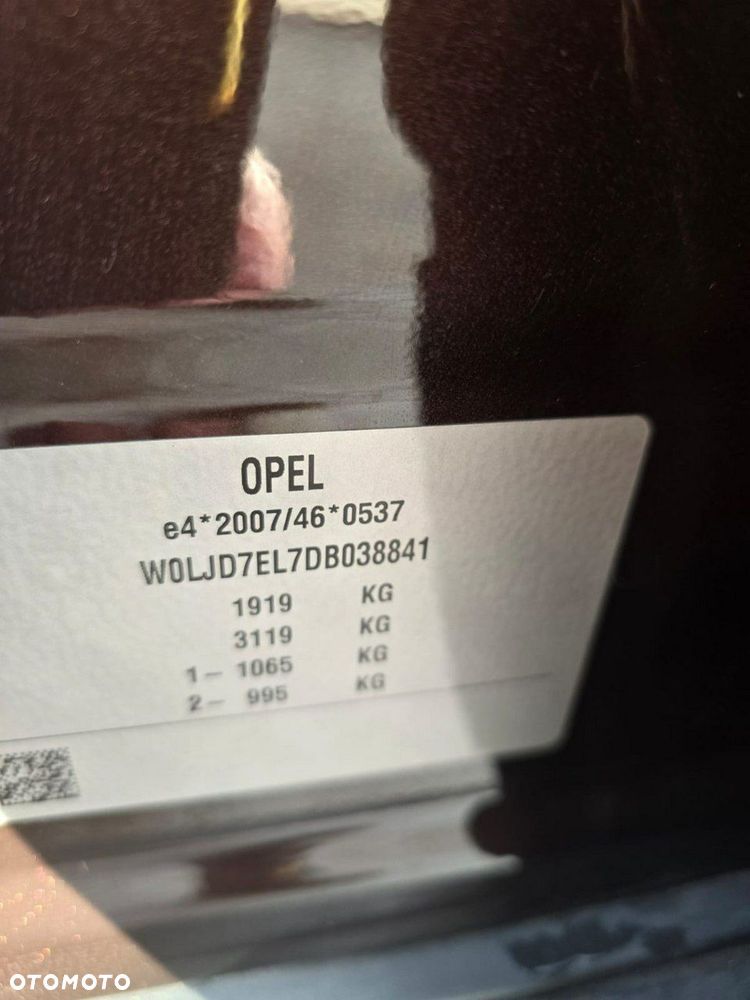 OPEL
e4*2007/46*0537
W0LJD7EL7DB038841
1919 KG
3119 KG
1– 1065 KG
2– 995 KG
OTOMOTO